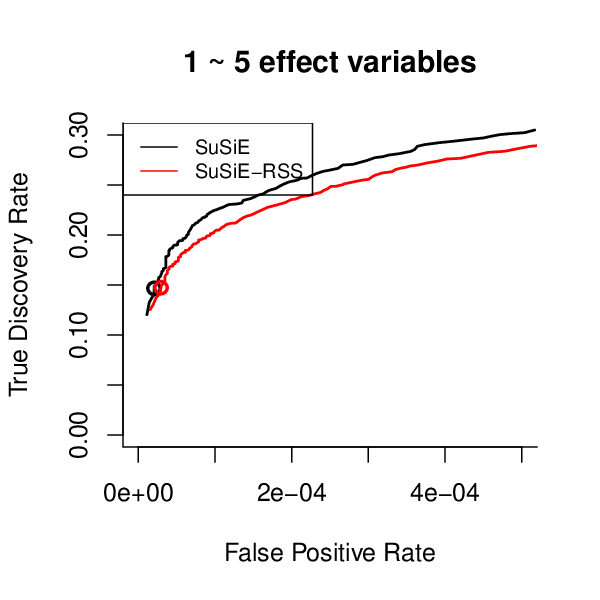 1 ~ 5 effect variables
SuSiE
SuSiE−RSS
True Discovery Rate
0.30
0.20
0.10
0.00
0e+00 2e−04 4e−04
False Positive Rate